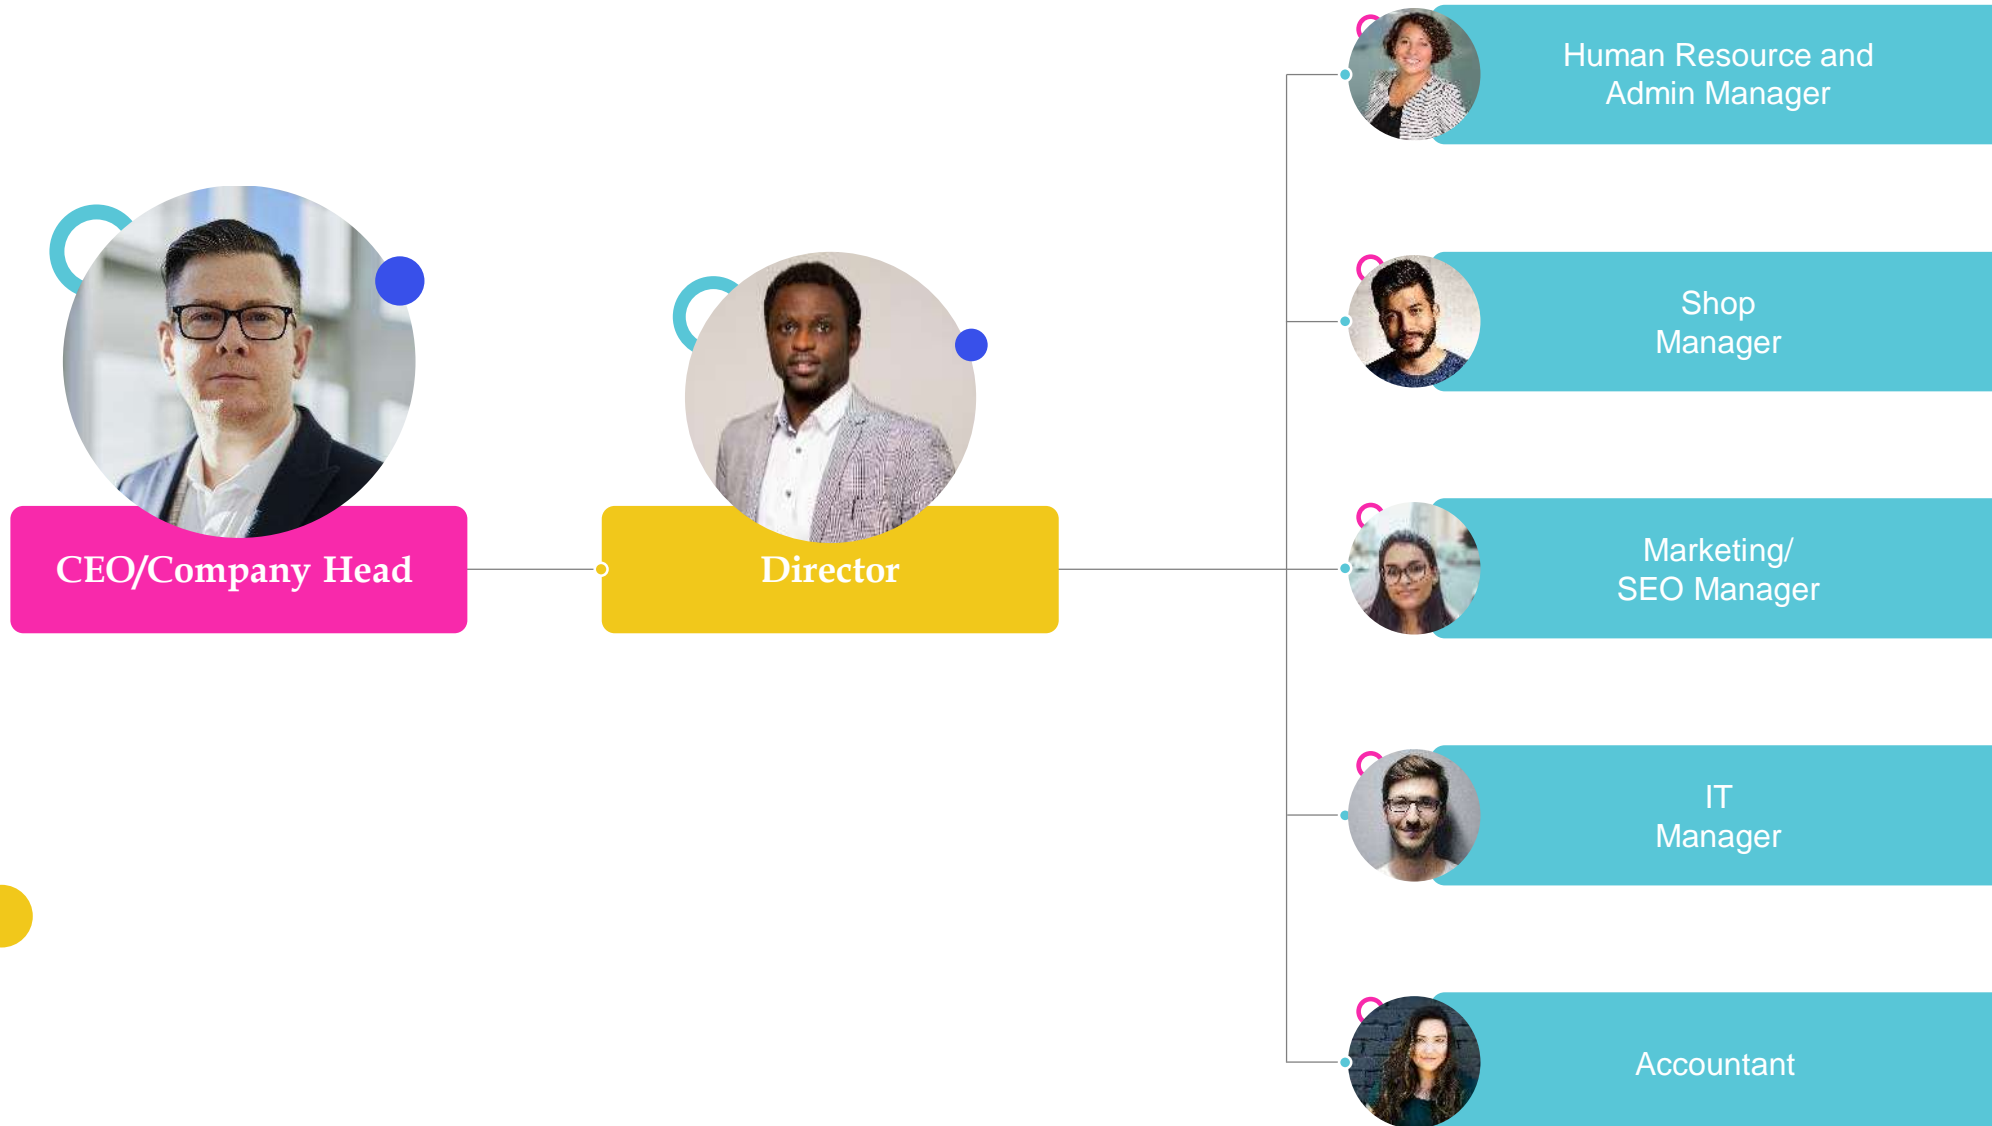 Human Resource and
Admin Manager
Shop
Manager
CEO/Company Head
Director
Marketing/
SEO Manager
IT
Manager
Accountant